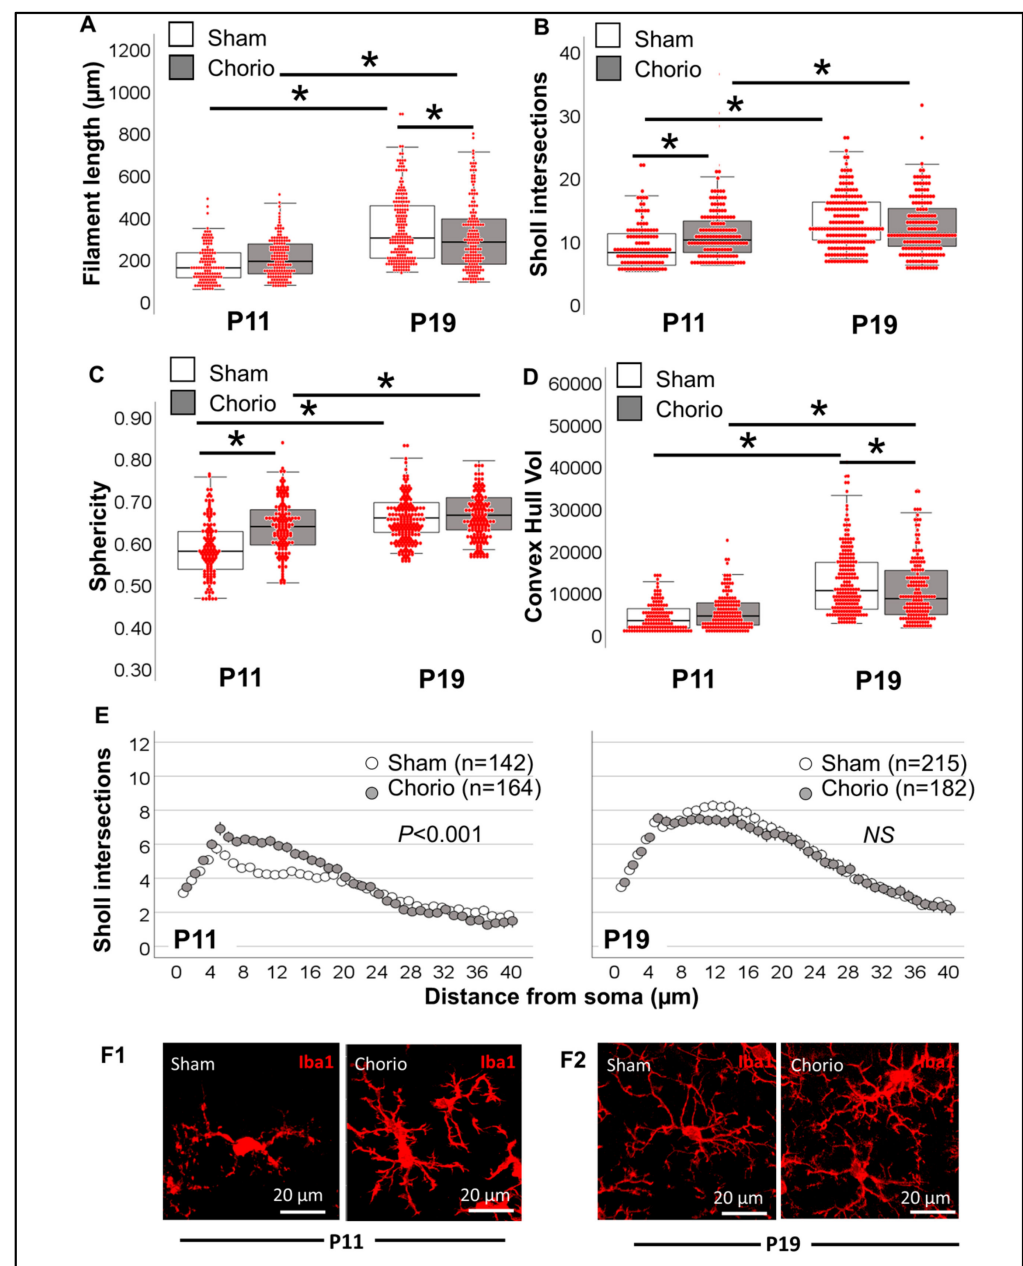 A
Sham
Chorio
Filament length (µm)
1200
1000
800
600
400
200
0
*
*
*
P11
P19
B
Sham
Chorio
Sholl intersections
40
30
20
10
0
*
*
*
P11
P19
C
Sham
Chorio
Sphericity
0.90
0.80
0.70
0.60
0.50
0.40
0.30
*
*
*
P11
P19
D
Sham
Chorio
Convex Hull Vol
60000
50000
40000
30000
20000
10000
0
*
*
*
P11
P19
E
Sholl intersections
12
10
8
6
4
2
0
Sham (n=142)
Chorio (n=164)
P<0.001
P11
0 4 8 12 16 20 24 28 32 36 40
Sham (n=215)
Chorio (n=182)
NS
P19
0 4 8 12 16 20 24 28 32 36 40
Distance from soma (µm)
F1
Sham
Iba1
20 µm
Chorio
Iba1
20 µm
P11
F2
Sham
Iba1
20 µm
Chorio
Iba1
20 µm
P19